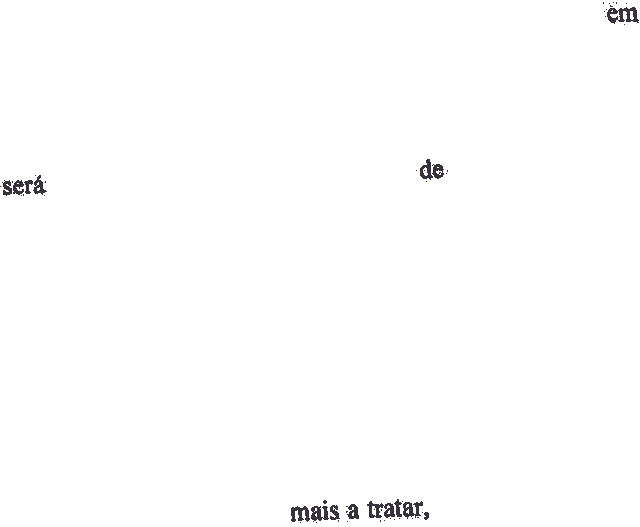 em
será de
mais a tratar,